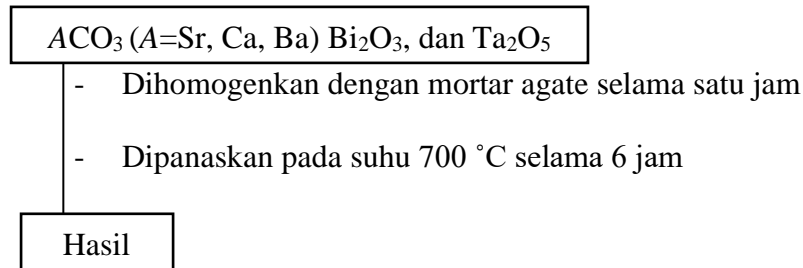 ACO₃ (A=Sr, Ca, Ba) Bi₂O₃, dan Ta₂O₅
- Dihomogenkan dengan mortar agate selama satu jam
- Dipanaskan pada suhu 700 ˚C selama 6 jam
Hasil